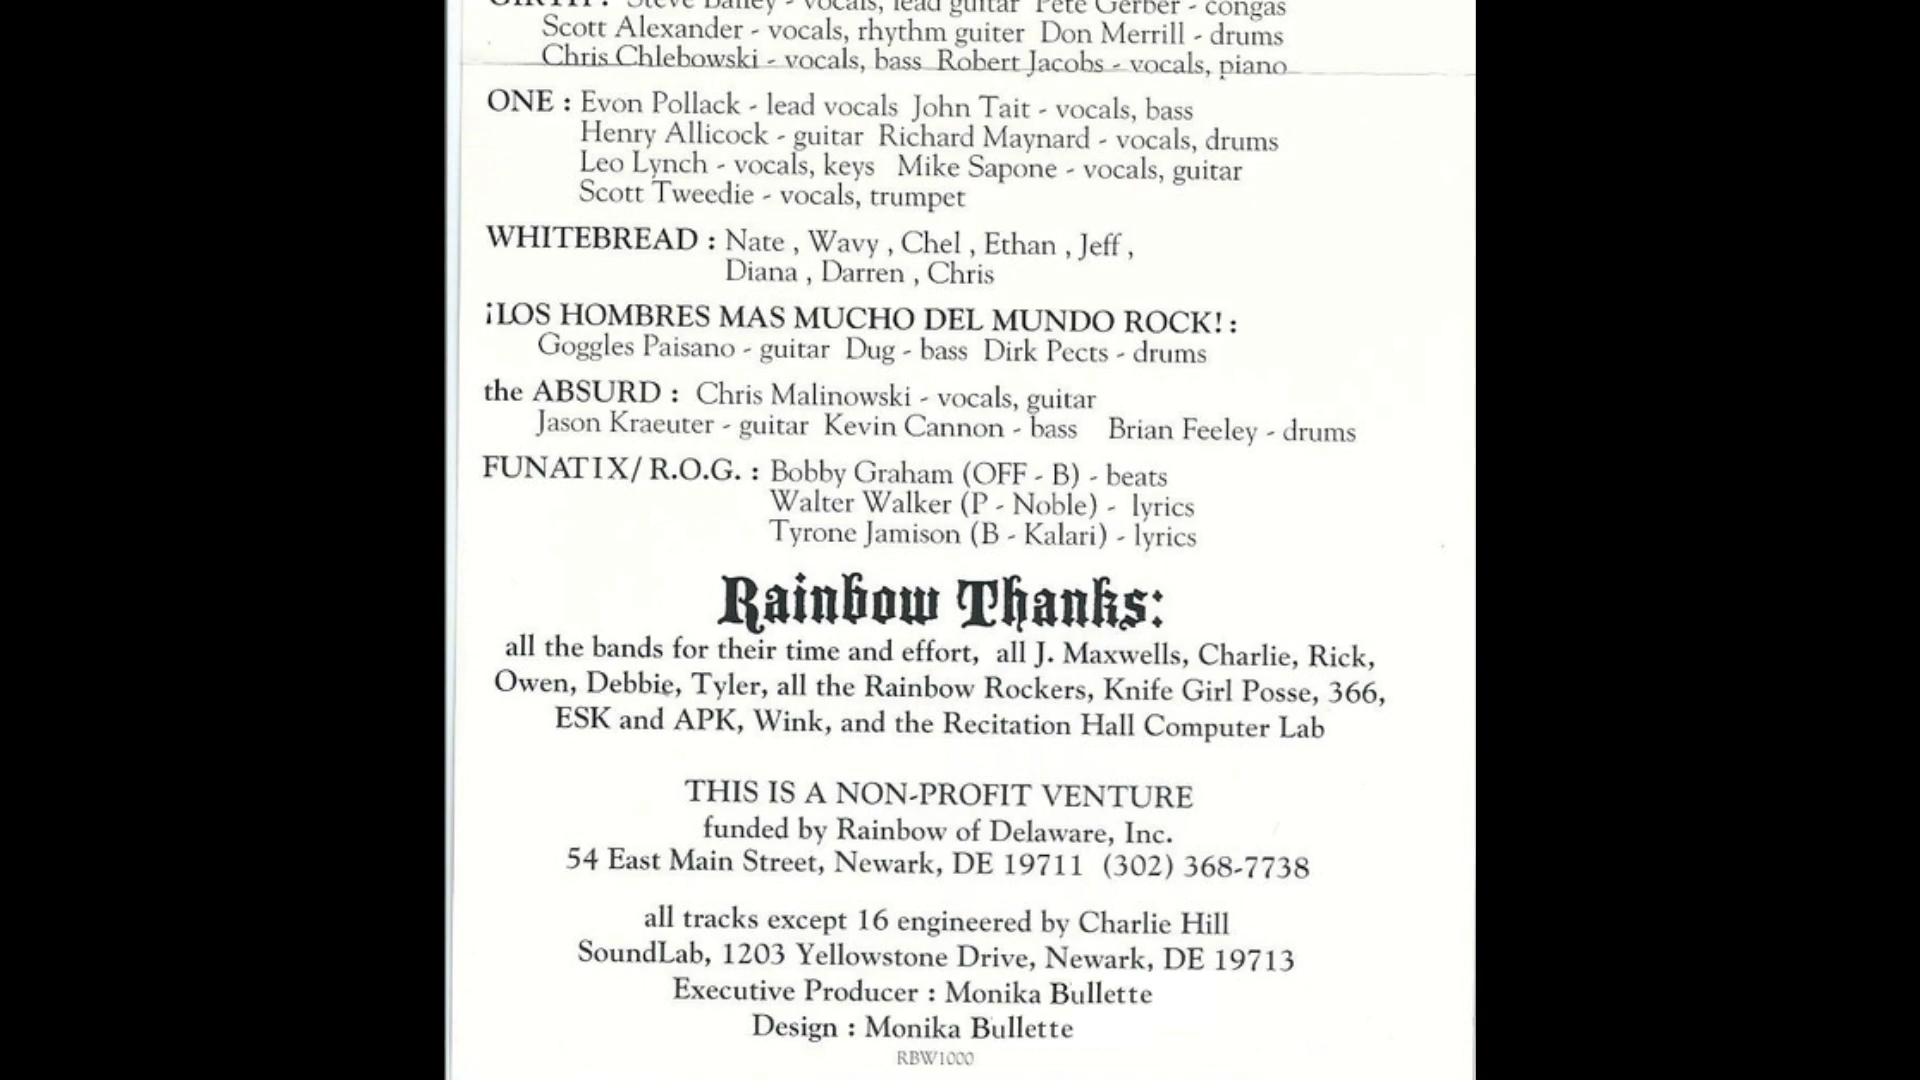 GIRTH : Steve Bailey - vocals, lead guitar Pete Gerber - congas
Scott Alexander - vocals, rhythm guiter Don Merrill - drums
Chris Chlebowski - vocals, bass Robert Jacobs - vocals, piano
ONE : Evon Pollack - lead vocals John Tait - vocals, bass
Henry Allicock - guitar Richard Maynard - vocals, drums
Leo Lynch - vocals, keys Mike Sapone - vocals, guitar
Scott Tweedie - vocals, trumpet
WHITEBREAD : Nate , Wavy , Chel , Ethan , Jeff ,
Diana , Darren , Chris
¡LOS HOMBRES MAS MUCHO DEL MUNDO ROCK! :
Goggles Paisano - guitar Dug - bass Dirk Pects - drums
the ABSURD : Chris Malinowski - vocals, guitar
Jason Kraeuter - guitar Kevin Cannon - bass Brian Feeley - drums
FUNATIX/ R.O.G. : Bobby Graham (OFF - B) - beats
Walter Walker (P - Noble) - lyrics
Tyrone Jamison (B - Kalari) - lyrics
Rainbow Thanks:
all the bands for their time and effort, all J. Maxwells, Charlie, Rick,
Owen, Debbie, Tyler, all the Rainbow Rockers, Knife Girl Posse, 366,
ESK and APK, Wink, and the Recitation Hall Computer Lab
THIS IS A NON-PROFIT VENTURE
funded by Rainbow of Delaware, Inc.
54 East Main Street, Newark, DE 19711 (302) 368-7738
all tracks except 16 engineered by Charlie Hill
SoundLab, 1203 Yellowstone Drive, Newark, DE 19713
Executive Producer : Monika Bullette
Design : Monika Bullette
RBW1000